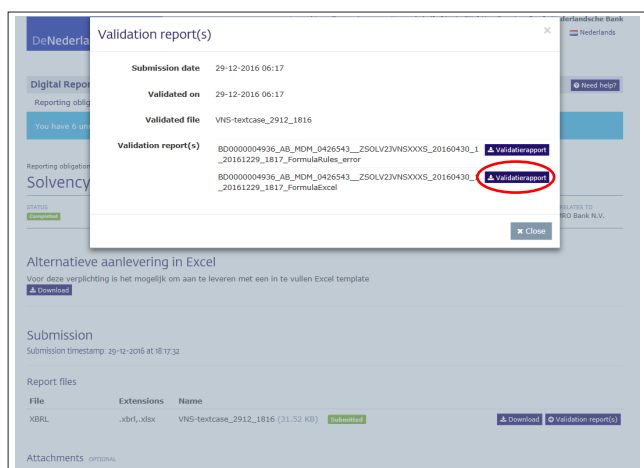 derlandsche Bank
DeNederla
Nederlands
Validation report(s)
×
Submission date 29-12-2016 06:17
Validated on 29-12-2016 06:17
Validated file VNS-textcase_2912_1816
Validation report(s) BD0000004936_AB_MDM_0426543__ZSOLV2JVNSXXXS_20160430_1 Validatierapport
_20161229_1817_FormulaRules_error
BD0000004936_AB_MDM_0426543__ZSOLV2JVNSXXXS_20160430_1 Validatierapport
_20161229_1817_FormulaExcel
Close
Digital Repor
Need help?
Reporting oblig
You have 6 un
Reporting obligation
Solvency
STATUS
RELATES TO
Completed
RO Bank N.V.
Alternatieve aanlevering in Excel
Voor deze verplichting is het mogelijk om aan te leveren met een in te vullen Excel template
Download
Submission
Submission timestamp: 29-12-2016 at 18:17:32
Report files
File Extensions Name
XBRL .xbrl,.xlsx VNS-textcase_2912_1816 (31.52 KB) Submitted Download Validation report(s)
Attachments OPTIONAL